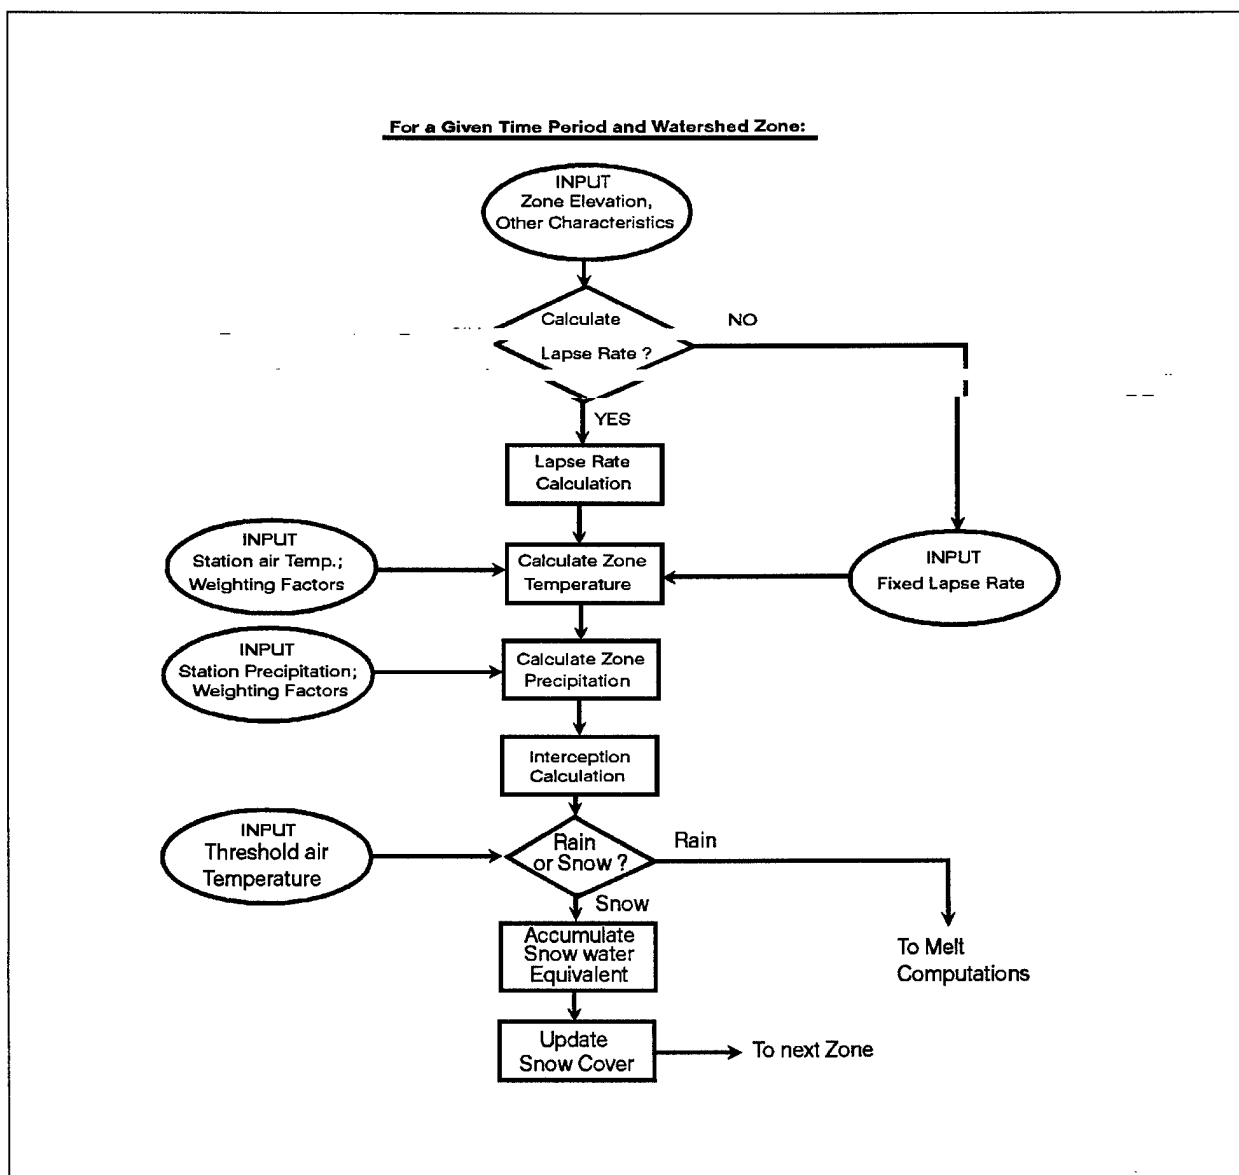 For a Given Time Period and Watershed Zone:
INPUT
Zone Elevation,
Other Characteristics
Calculate
Lapse Rate ?
NO
YES
Lapse Rate
Calculation
INPUT
Station air Temp.;
Weighting Factors
Calculate Zone
Temperature
INPUT
Fixed Lapse Rate
INPUT
Station Precipitation;
Weighting Factors
Calculate Zone
Precipitation
Interception
Calculation
INPUT
Threshold air
Temperature
Rain
or Snow ?
Rain
Snow
Accumulate
Snow water
Equivalent
To Melt
Computations
Update
Snow Cover
To next Zone